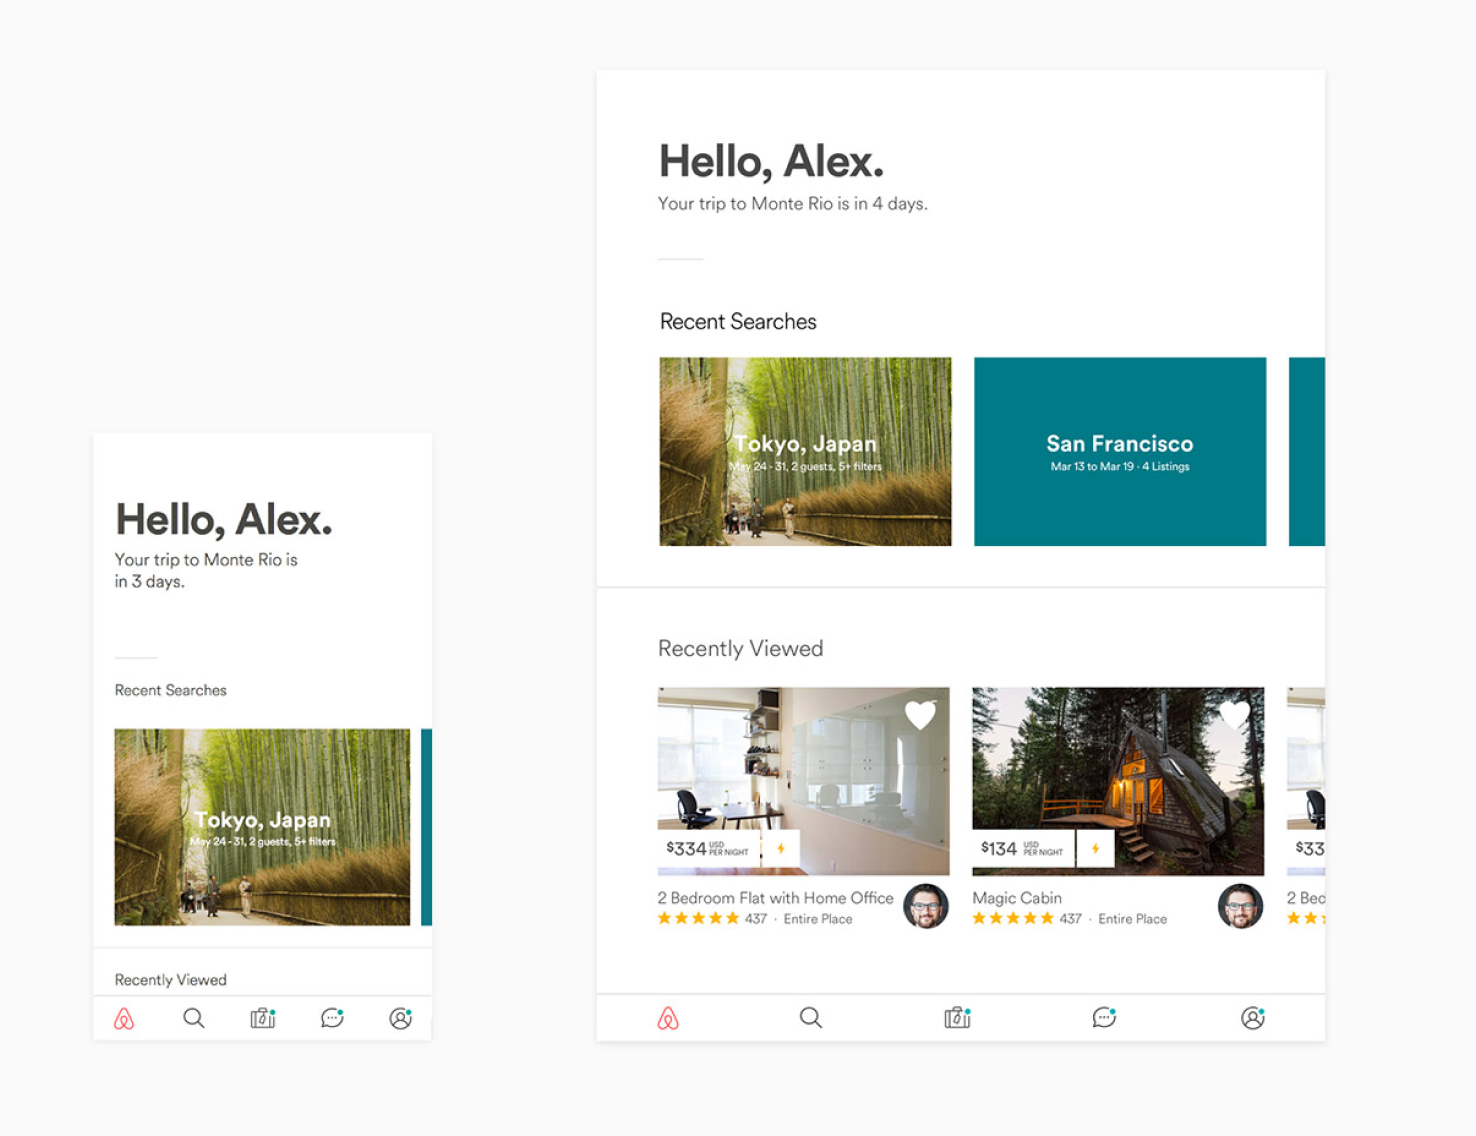 Hello, Alex.
Your trip to Monte Rio is
in 3 days.
Recent Searches
Tokyo, Japan
May 24 - 31, 2 guests, 5+ filters
Recently Viewed
Hello, Alex.
Your trip to Monte Rio is in 4 days.
Recent Searches
Tokyo, Japan
May 24 - 31, 2 guests, 5+ filters
San Francisco
Mar 13 to Mar 19 · 4 Listings
Recently Viewed
$334 USD PER NIGHT
2 Bedroom Flat with Home Office
437 · Entire Place
$134 USD PER NIGHT
Magic Cabin
437 · Entire Place
$33
2 Bed